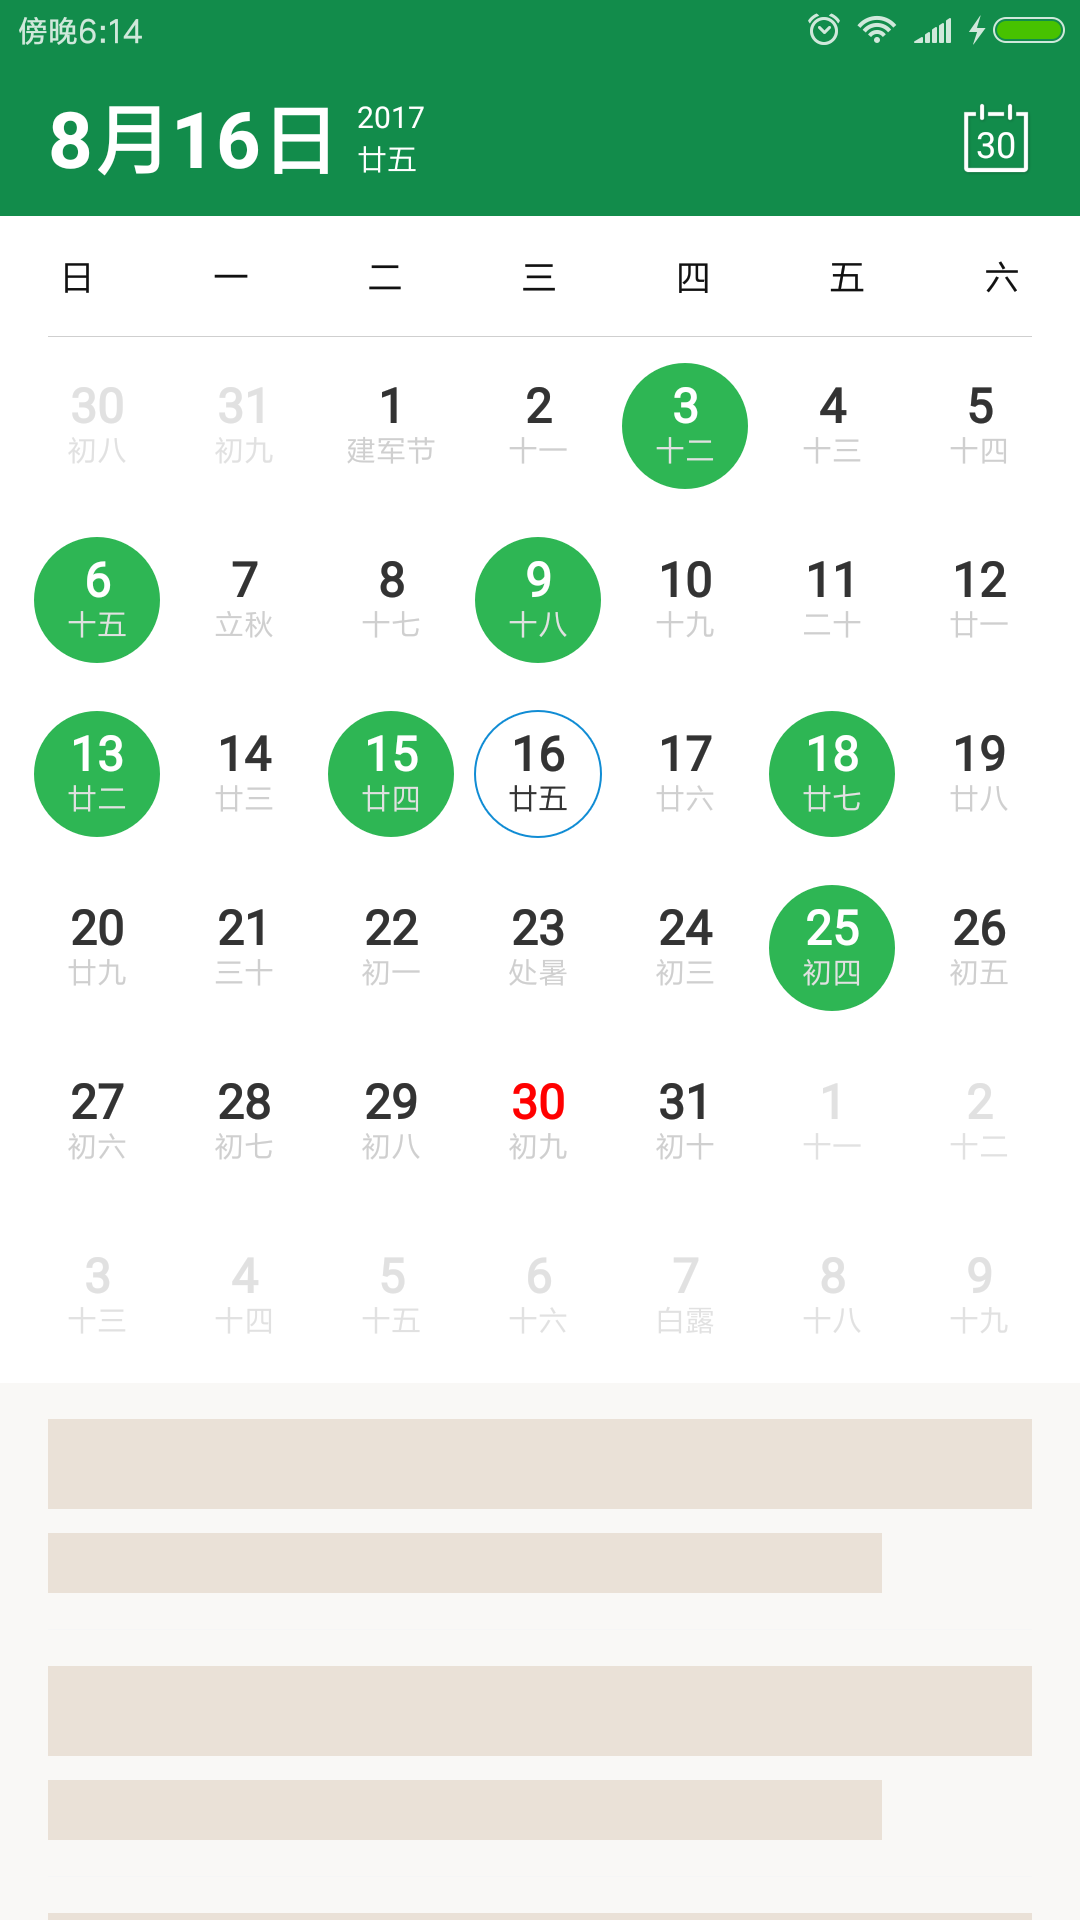 傍晚6:14
8月16日 2017
廿五
30
日 一 二 三 四 五 六
30 31 1 2 3 4 5
初八 初九 建军节 十一 十二 十三 十四
6 7 8 9 10 11 12
十五 立秋 十七 十八 十九 二十 廿一
13 14 15 16 17 18 19
廿二 廿三 廿四 廿五 廿六 廿七 廿八
20 21 22 23 24 25 26
廿九 三十 初一 处暑 初三 初四 初五
27 28 29 30 31 1 2
初六 初七 初八 初九 初十 十一 十二
3 4 5 6 7 8 9
十三 十四 十五 十六 白露 十八 十九